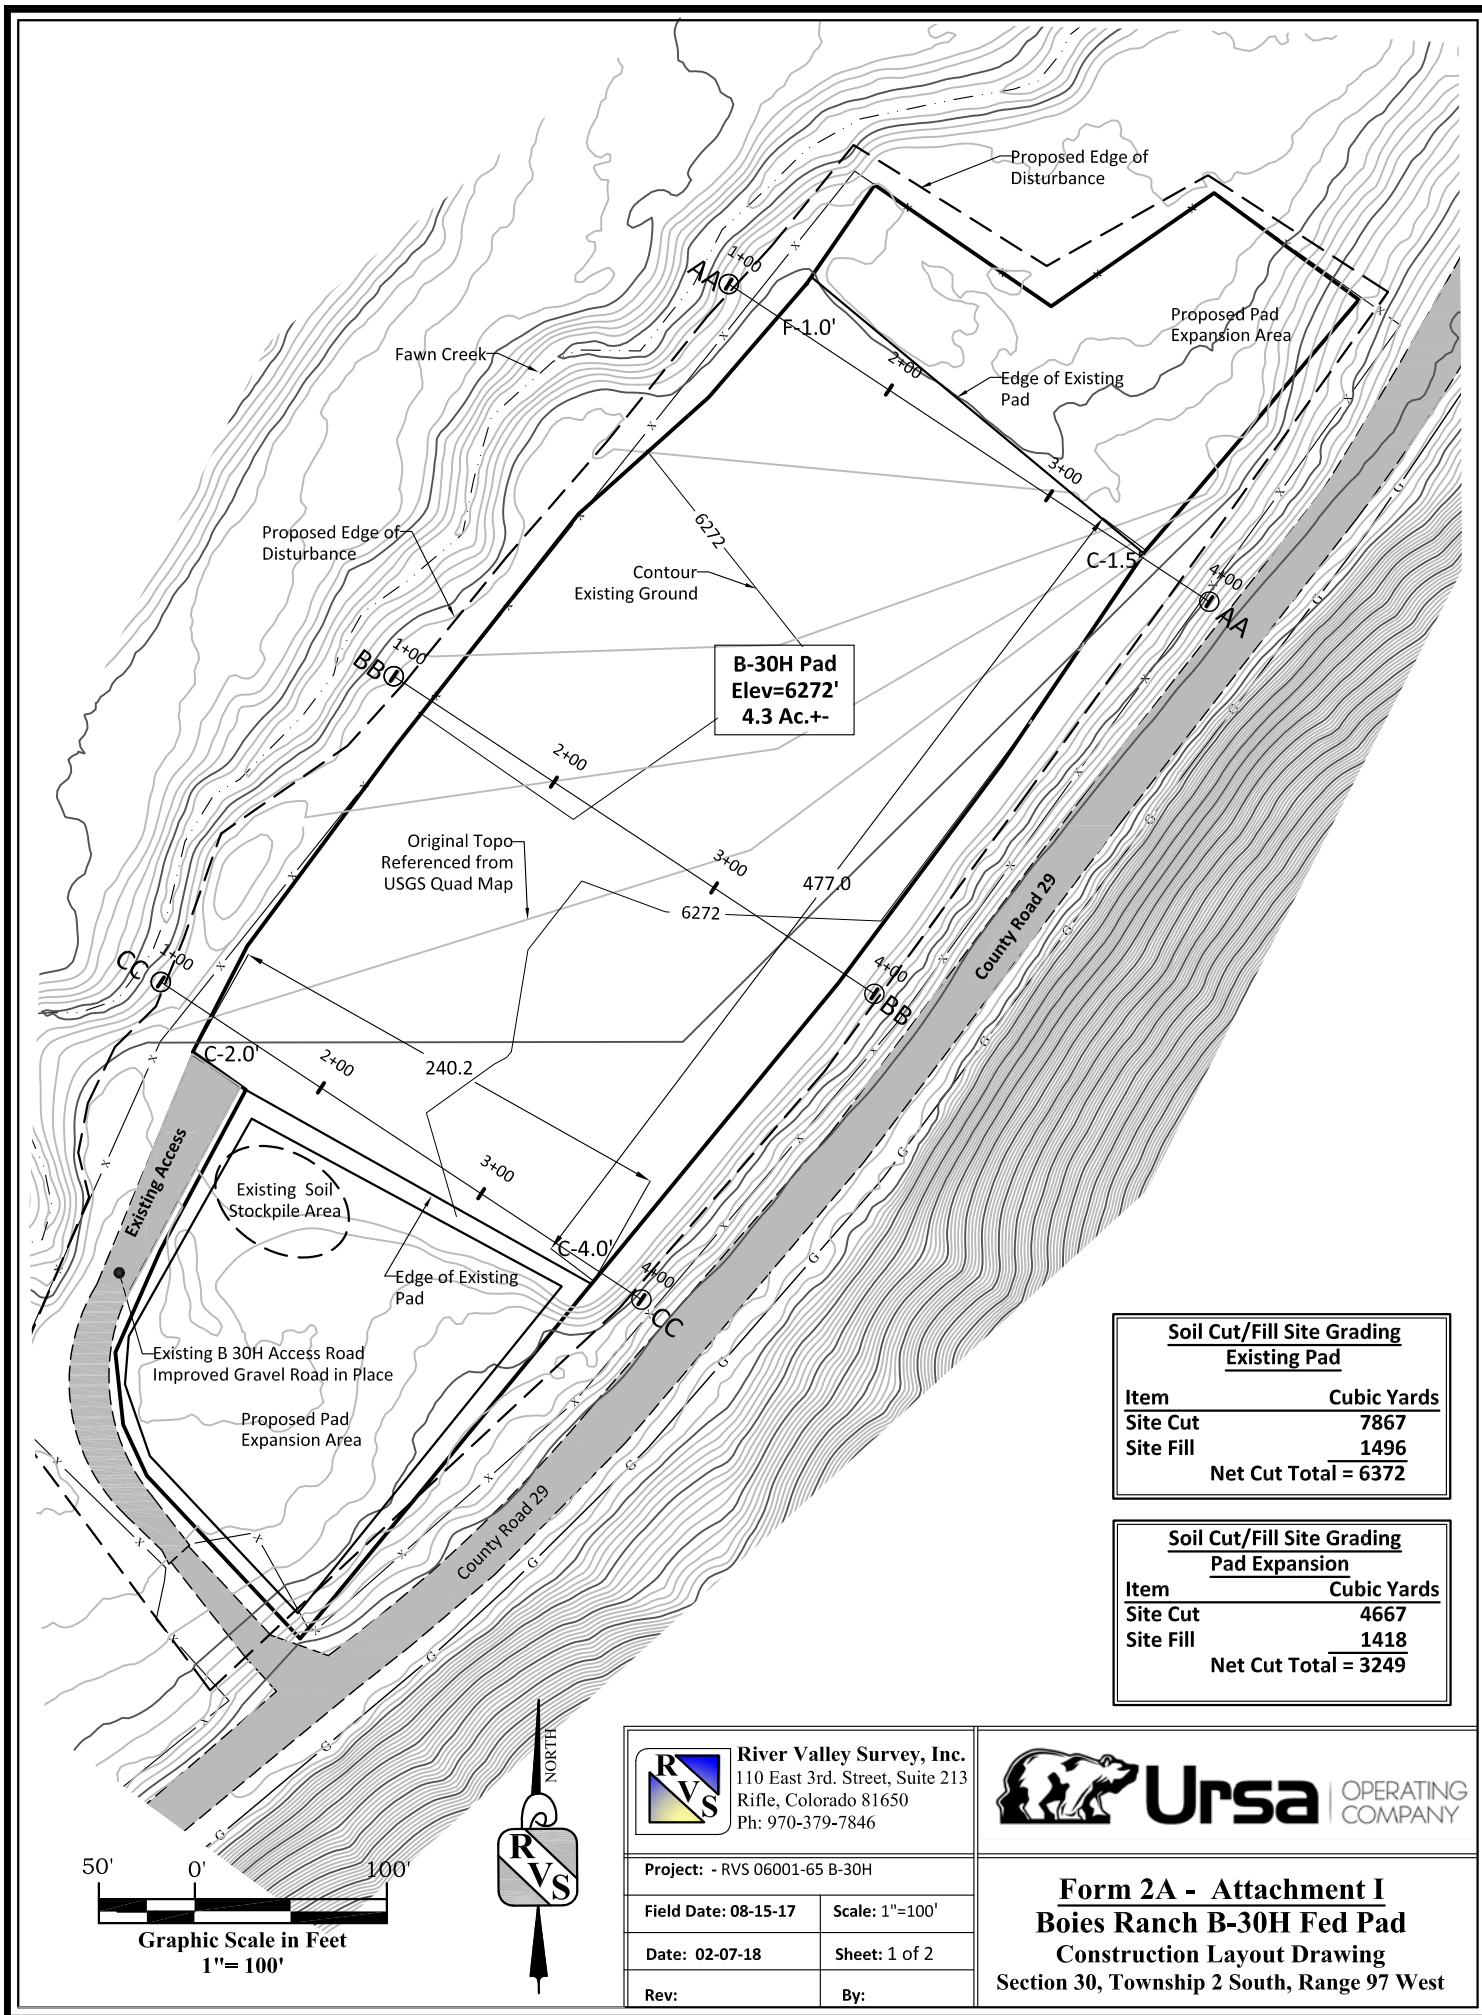 Proposed Edge of
Disturbance
1+00
AA
F-1.0'
2+00
Proposed Pad
Expansion Area
Fawn Creek
Edge of Existing
Pad
3+00
C-1.5'
4+00
AA
Proposed Edge of
Disturbance
6272
Contour
Existing Ground
1+00
BB
B-30H Pad
Elev=6272'
4.3 Ac.+-
2+00
Original Topo
Referenced from
USGS Quad Map
3+00
477.0
6272
County Road 29
4+00
BB
CC
1+00
C-2.0'
2+00
240.2
3+00
Existing Access
Existing Soil
Stockpile Area
C-4.0'
Edge of Existing
Pad
4+00
CC
Existing B 30H Access Road
Improved Gravel Road in Place
Proposed Pad
Expansion Area
County Road 29
Soil Cut/Fill Site Grading
Existing Pad
Item Cubic Yards
Site Cut 7867
Site Fill 1496
Net Cut Total = 6372
Soil Cut/Fill Site Grading
Pad Expansion
Item Cubic Yards
Site Cut 4667
Site Fill 1418
Net Cut Total = 3249
50' 0' 100'
Graphic Scale in Feet
1"= 100'
NORTH
RVS
RVS
River Valley Survey, Inc.
110 East 3rd. Street, Suite 213
Rifle, Colorado 81650
Ph: 970-379-7846
Project: - RVS 06001-65 B-30H
Field Date: 08-15-17 Scale: 1"=100'
Date: 02-07-18 Sheet: 1 of 2
Rev: By:
Ursa OPERATING
COMPANY
Form 2A - Attachment I
Boies Ranch B-30H Fed Pad
Construction Layout Drawing
Section 30, Township 2 South, Range 97 West